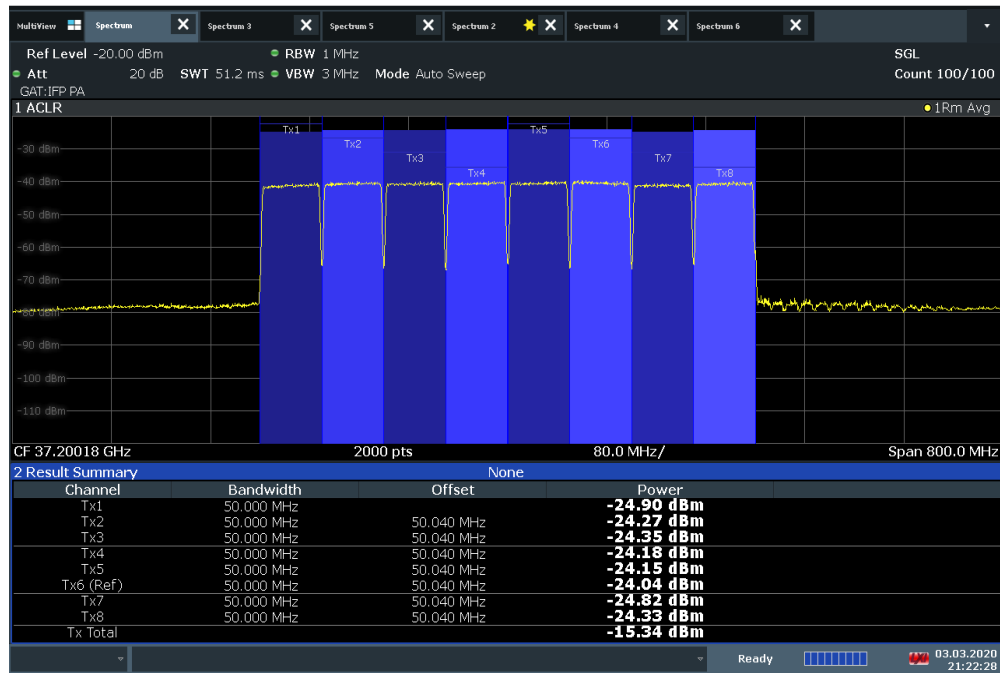 MultiView Spectrum X Spectrum 3 X Spectrum 5 X Spectrum 2 X Spectrum 4 X Spectrum 6 X
Ref Level -20.00 dBm RBW 1 MHz SGL
Att 20 dB SWT 51.2 ms VBW 3 MHz Mode Auto Sweep Count 100/100
GAT:IFP PA
1 ACLR 1Rm Avg
Tx1 Tx5
Tx2 Tx6
-30 dBm
Tx3 Tx7
Tx4 Tx8
-40 dBm
-50 dBm
-60 dBm
-70 dBm
-80 dBm
-90 dBm
-100 dBm
-110 dBm
CF 37.20018 GHz 2000 pts 80.0 MHz/ Span 800.0 MHz
2 Result Summary None
Channel Bandwidth Offset Power
Tx1 50.000 MHz -24.90 dBm
Tx2 50.000 MHz 50.040 MHz -24.27 dBm
Tx3 50.000 MHz 50.040 MHz -24.35 dBm
Tx4 50.000 MHz 50.040 MHz -24.18 dBm
Tx5 50.000 MHz 50.040 MHz -24.15 dBm
Tx6 (Ref) 50.000 MHz 50.040 MHz -24.04 dBm
Tx7 50.000 MHz 50.040 MHz -24.82 dBm
Tx8 50.000 MHz 50.040 MHz -24.33 dBm
Tx Total -15.34 dBm
Ready 03.03.2020
21:22:28